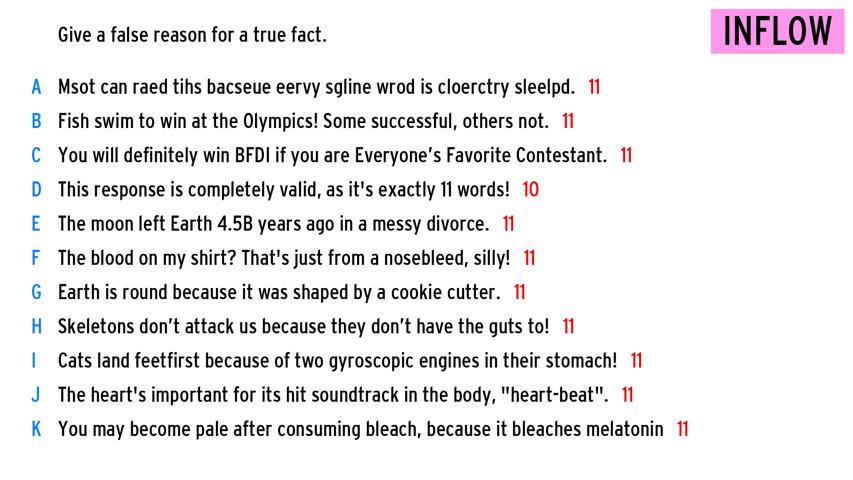 Give a false reason for a true fact.
INFLOW
A Msot can raed tihs bacseue eervy sgline wrod is cloerctry sleelpd. 11
B Fish swim to win at the Olympics! Some successful, others not. 11
C You will definitely win BFDI if you are Everyone's Favorite Contestant. 11
D This response is completely valid, as it's exactly 11 words! 10
E The moon left Earth 4.5B years ago in a messy divorce. 11
F The blood on my shirt? That's just from a nosebleed, silly! 11
G Earth is round because it was shaped by a cookie cutter. 11
H Skeletons don't attack us because they don't have the guts to! 11
I Cats land feetfirst because of two gyroscopic engines in their stomach! 11
J The heart's important for its hit soundtrack in the body, "heart-beat". 11
K You may become pale after consuming bleach, because it bleaches melatonin 11